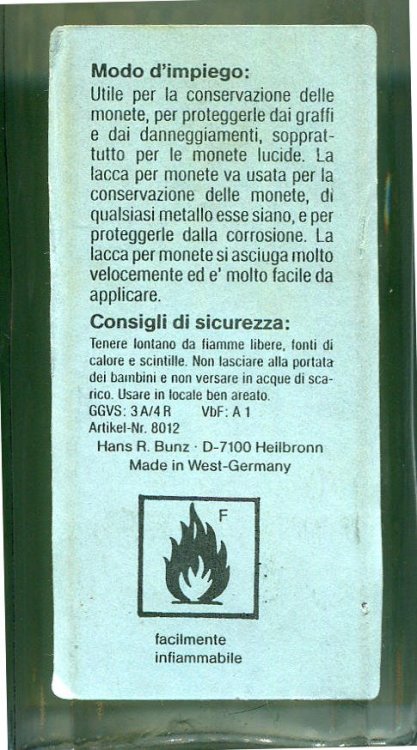 Modo d'impiego:
Utile per la conservazione delle
monete, per proteggerle dai graffi
e dai danneggiamenti, sopprat-
tutto per le monete lucide. La
lacca per monete va usata per la
conservazione delle monete, di
qualsiasi metallo esse siano, e per
proteggerle dalla corrosione. La
lacca per monete si asciuga molto
velocemente ed e' molto facile da
applicare.
Consigli di sicurezza:
Tenere lontano da fiamme libere, fonti di
calore e scintille. Non lasciare alla portata
dei bambini e non versare in acque di sca-
rico. Usare in locale ben areato.
GGVS: 3 A/4 R VbF: A 1
Artikel-Nr. 8012
Hans R. Bunz · D-7100 Heilbronn
Made in West-Germany
F
facilmente
infiammabile